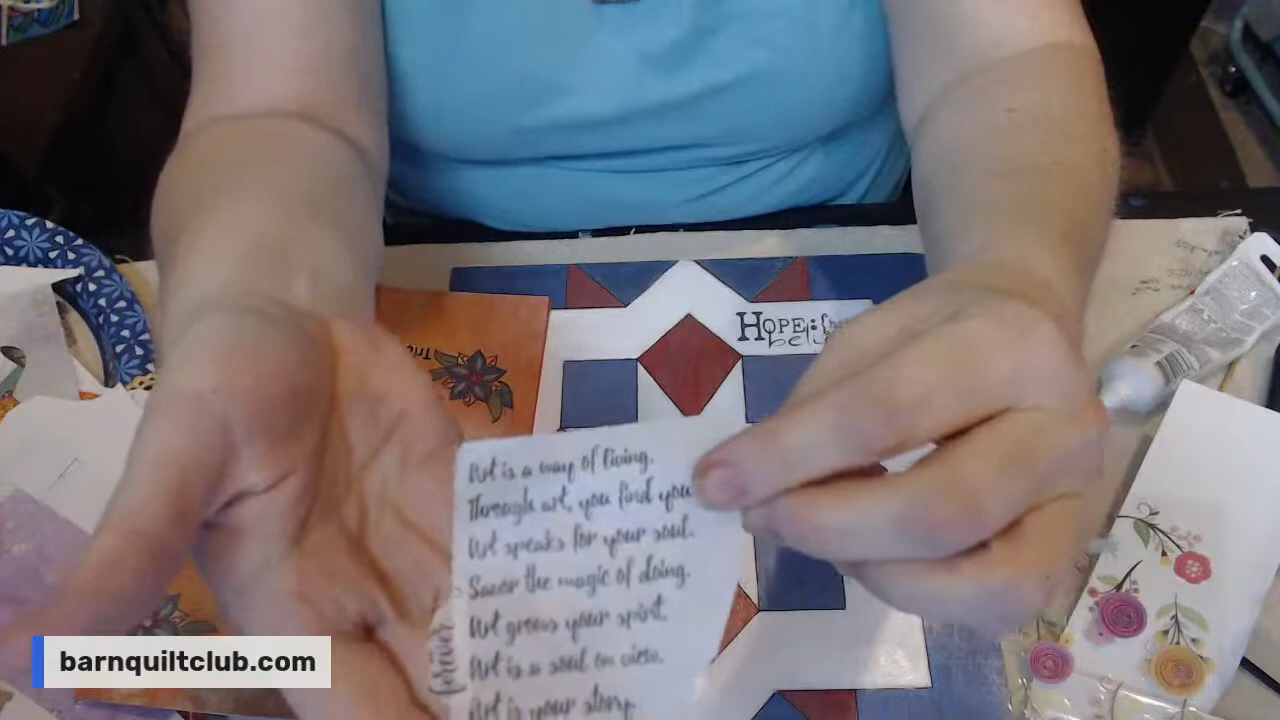 HOPE:
Art is a way of living.
Through art, you find you
Art speaks for your soul.
Savor the magic of doing.
Art grows your spirit.
Art is a soul on view.
Art is your story.
forever
barnquiltclub.com